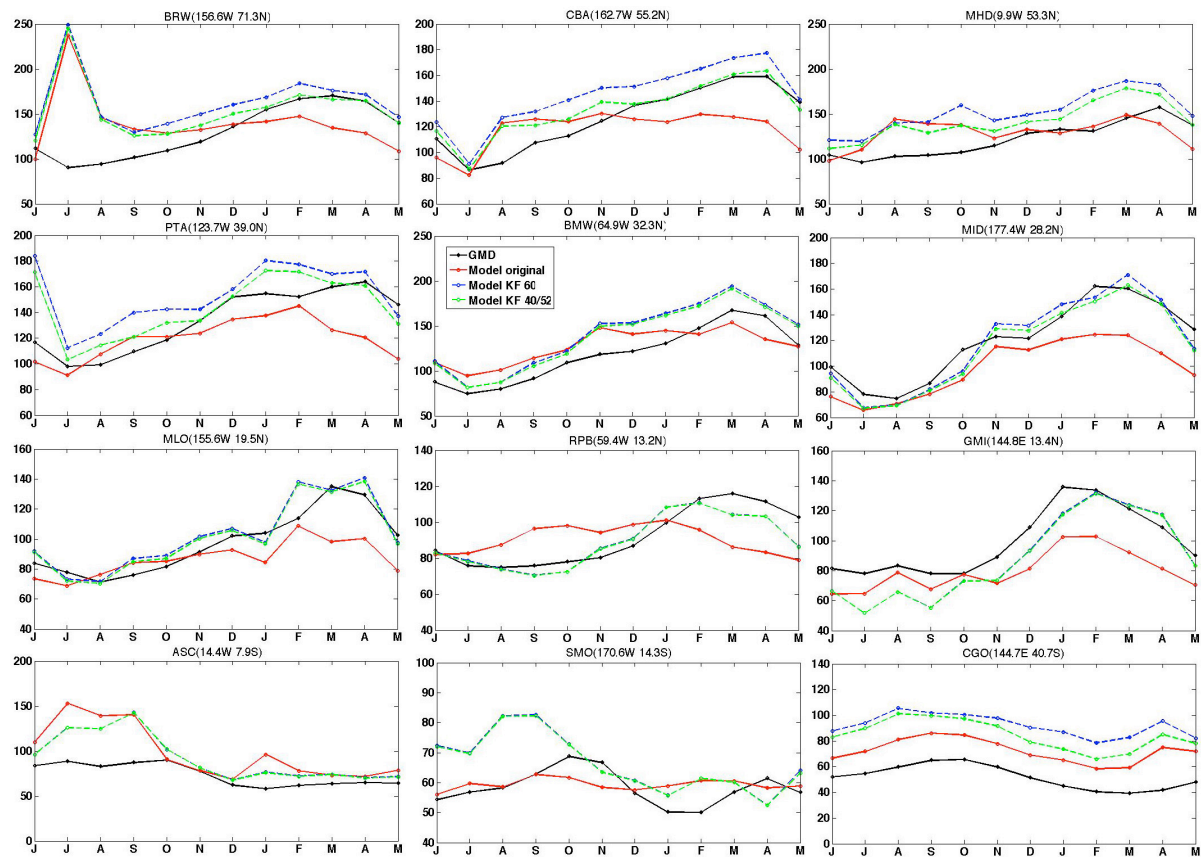 BRW(156.6W 71.3N)
250
200
150
100
50
J J A S O N D J F M A M
CBA(162.7W 55.2N)
200
180
160
140
120
100
80
60
J J A S O N D J F M A M
MHD(9.9W 53.3N)
250
200
150
100
50
J J A S O N D J F M A M
PTA(123.7W 39.0N)
200
180
160
140
120
100
80
60
J J A S O N D J F M A M
BMW(64.9W 32.3N)
250
200
150
100
50
GMD
Model original
Model KF 60
Model KF 40/52
J J A S O N D J F M A M
MID(177.4W 28.2N)
200
180
160
140
120
100
80
60
J J A S O N D J F M A M
MLO(155.6W 19.5N)
160
140
120
100
80
60
40
J J A S O N D J F M A M
RPB(59.4W 13.2N)
140
120
100
80
60
40
J J A S O N D J F M A M
GMI(144.8E 13.4N)
160
140
120
100
80
60
40
J J A S O N D J F M A M
ASC(14.4W 7.9S)
200
150
100
50
0
J J A S O N D J F M A M
SMO(170.6W 14.3S)
100
90
80
70
60
50
40
J J A S O N D J F M A M
CGO(144.7E 40.7S)
140
120
100
80
60
40
20
0
J J A S O N D J F M A M